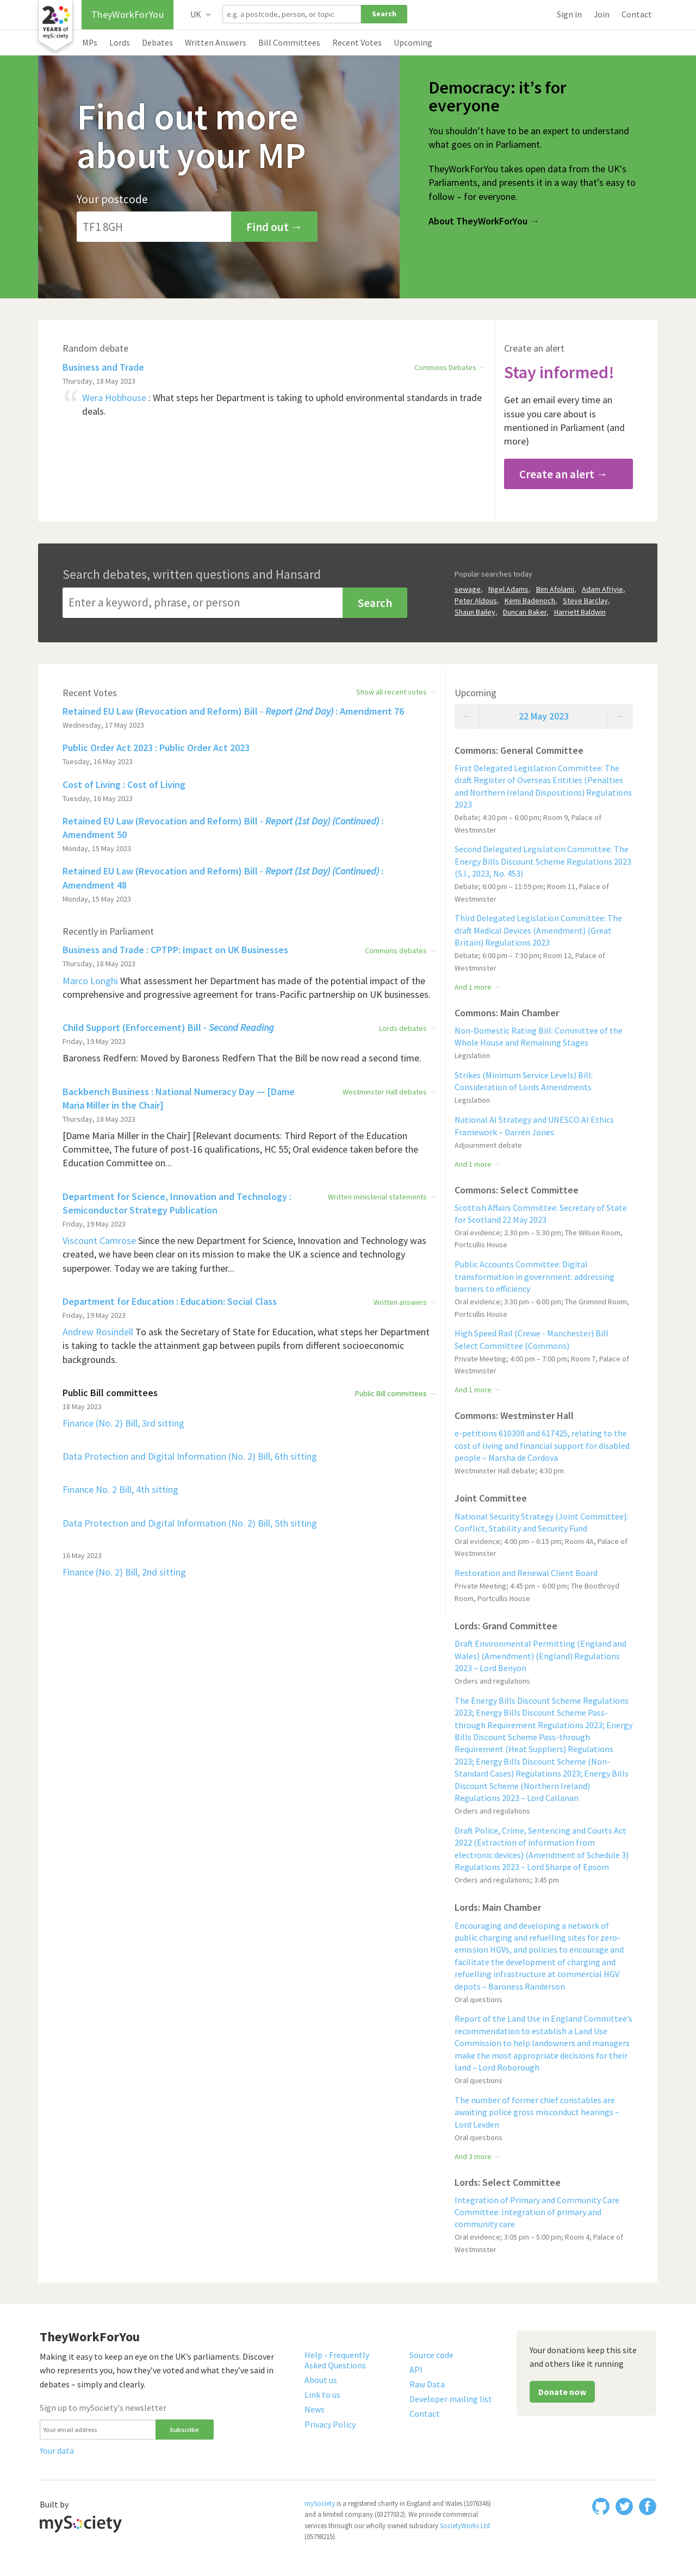 20
YEARS of
mySociety
TheyWorkForYou
UK
e.g. a postcode, person, or topic
Search
Sign in
Join
Contact
MPs
Lords
Debates
Written Answers
Bill Committees
Recent Votes
Upcoming
Find out more
about your MP
Your postcode
TF1 8GH
Find out →
Democracy: it’s for
everyone
You shouldn’t have to be an expert to understand
what goes on in Parliament.
TheyWorkForYou takes open data from the UK’s
Parliaments, and presents it in a way that’s easy to
follow – for everyone.
About TheyWorkForYou →
Random debate
Business and Trade
Commons Debates →
Thursday, 18 May 2023
Wera Hobhouse : What steps her Department is taking to uphold environmental standards in trade
deals.
Create an alert
Stay informed!
Get an email every time an
issue you care about is
mentioned in Parliament (and
more)
Create an alert →
Search debates, written questions and Hansard
Enter a keyword, phrase, or person
Search
Popular searches today
sewage, Nigel Adams, Bim Afolami, Adam Afriyie,
Peter Aldous, Kemi Badenoch, Steve Barclay,
Shaun Bailey, Duncan Baker, Harriett Baldwin
Recent Votes
Show all recent votes →
Retained EU Law (Revocation and Reform) Bill - Report (2nd Day) : Amendment 76
Wednesday, 17 May 2023
Public Order Act 2023 : Public Order Act 2023
Tuesday, 16 May 2023
Cost of Living : Cost of Living
Tuesday, 16 May 2023
Retained EU Law (Revocation and Reform) Bill - Report (1st Day) (Continued) :
Amendment 50
Monday, 15 May 2023
Retained EU Law (Revocation and Reform) Bill - Report (1st Day) (Continued) :
Amendment 48
Monday, 15 May 2023
Recently in Parliament
Business and Trade : CPTPP: Impact on UK Businesses
Commons debates →
Thursday, 18 May 2023
Marco Longhi What assessment her Department has made of the potential impact of the
comprehensive and progressive agreement for trans-Pacific partnership on UK businesses.
Child Support (Enforcement) Bill - Second Reading
Lords debates →
Friday, 19 May 2023
Baroness Redfern: Moved by Baroness Redfern That the Bill be now read a second time.
Backbench Business : National Numeracy Day — [Dame
Maria Miller in the Chair]
Westminster Hall debates →
Thursday, 18 May 2023
[Dame Maria Miller in the Chair] [Relevant documents: Third Report of the Education
Committee, The future of post-16 qualifications, HC 55; Oral evidence taken before the
Education Committee on...
Department for Science, Innovation and Technology :
Semiconductor Strategy Publication
Written ministerial statements →
Friday, 19 May 2023
Viscount Camrose Since the new Department for Science, Innovation and Technology was
created, we have been clear on its mission to make the UK a science and technology
superpower. Today we are taking further...
Department for Education : Education: Social Class
Written answers →
Friday, 19 May 2023
Andrew Rosindell To ask the Secretary of State for Education, what steps her Department
is taking to tackle the attainment gap between pupils from different socioeconomic
backgrounds.
Public Bill committees
Public Bill committees →
18 May 2023
Finance (No. 2) Bill, 3rd sitting
Data Protection and Digital Information (No. 2) Bill, 6th sitting
Finance No. 2 Bill, 4th sitting
Data Protection and Digital Information (No. 2) Bill, 5th sitting
16 May 2023
Finance (No. 2) Bill, 2nd sitting
Upcoming
← 22 May 2023 →
Commons: General Committee
First Delegated Legislation Committee: The
draft Register of Overseas Entities (Penalties
and Northern Ireland Dispositions) Regulations
2023
Debate; 4:30 pm – 6:00 pm; Room 9, Palace of
Westminster
Second Delegated Legislation Committee: The
Energy Bills Discount Scheme Regulations 2023
(S.I., 2023, No. 453)
Debate; 6:00 pm – 11:59 pm; Room 11, Palace of
Westminster
Third Delegated Legislation Committee: The
draft Medical Devices (Amendment) (Great
Britain) Regulations 2023
Debate; 6:00 pm – 7:30 pm; Room 12, Palace of
Westminster
And 1 more →
Commons: Main Chamber
Non-Domestic Rating Bill: Committee of the
Whole House and Remaining Stages
Legislation
Strikes (Minimum Service Levels) Bill:
Consideration of Lords Amendments
Legislation
National AI Strategy and UNESCO AI Ethics
Framework – Darren Jones
Adjournment debate
And 1 more →
Commons: Select Committee
Scottish Affairs Committee: Secretary of State
for Scotland 22 May 2023
Oral evidence; 2:30 pm – 5:30 pm; The Wilson Room,
Portcullis House
Public Accounts Committee: Digital
transformation in government: addressing
barriers to efficiency
Oral evidence; 3:30 pm – 6:00 pm; The Grimond Room,
Portcullis House
High Speed Rail (Crewe - Manchester) Bill
Select Committee (Commons)
Private Meeting; 4:00 pm – 7:00 pm; Room 7, Palace of
Westminster
And 1 more →
Commons: Westminster Hall
e-petitions 610300 and 617425, relating to the
cost of living and financial support for disabled
people – Marsha de Cordova
Westminster Hall debate; 4:30 pm
Joint Committee
National Security Strategy (Joint Committee):
Conflict, Stability and Security Fund
Oral evidence; 4:00 pm – 6:15 pm; Room 4A, Palace of
Westminster
Restoration and Renewal Client Board
Private Meeting; 4:45 pm – 6:00 pm; The Boothroyd
Room, Portcullis House
Lords: Grand Committee
Draft Environmental Permitting (England and
Wales) (Amendment) (England) Regulations
2023 – Lord Benyon
Orders and regulations
The Energy Bills Discount Scheme Regulations
2023; Energy Bills Discount Scheme Pass-
through Requirement Regulations 2023; Energy
Bills Discount Scheme Pass-through
Requirement (Heat Suppliers) Regulations
2023; Energy Bills Discount Scheme (Non-
Standard Cases) Regulations 2023; Energy Bills
Discount Scheme (Northern Ireland)
Regulations 2023 – Lord Callanan
Orders and regulations
Draft Police, Crime, Sentencing and Courts Act
2022 (Extraction of information from
electronic devices) (Amendment of Schedule 3)
Regulations 2023 – Lord Sharpe of Epsom
Orders and regulations; 3:45 pm
Lords: Main Chamber
Encouraging and developing a network of
public charging and refuelling sites for zero-
emission HGVs, and policies to encourage and
facilitate the development of charging and
refuelling infrastructure at commercial HGV
depots – Baroness Randerson
Oral questions
Report of the Land Use in England Committee’s
recommendation to establish a Land Use
Commission to help landowners and managers
make the most appropriate decisions for their
land – Lord Roborough
Oral questions
The number of former chief constables are
awaiting police gross misconduct hearings –
Lord Lexden
Oral questions
And 3 more →
Lords: Select Committee
Integration of Primary and Community Care
Committee: Integration of primary and
community care
Oral evidence; 3:05 pm – 5:00 pm; Room 4, Palace of
Westminster
TheyWorkForYou
Making it easy to keep an eye on the UK’s parliaments. Discover
who represents you, how they’ve voted and what they’ve said in
debates – simply and clearly.
Sign up to mySociety's newsletter
Your email address
Subscribe
Your data
Help - Frequently
Asked Questions
About us
Link to us
News
Privacy Policy
Source code
API
Raw Data
Developer mailing list
Contact
Your donations keep this site
and others like it running
Donate now
Built by
mySociety
mySociety is a registered charity in England and Wales (1076346)
and a limited company (03277032). We provide commercial
services through our wholly owned subsidiary SocietyWorks Ltd
(05798215).